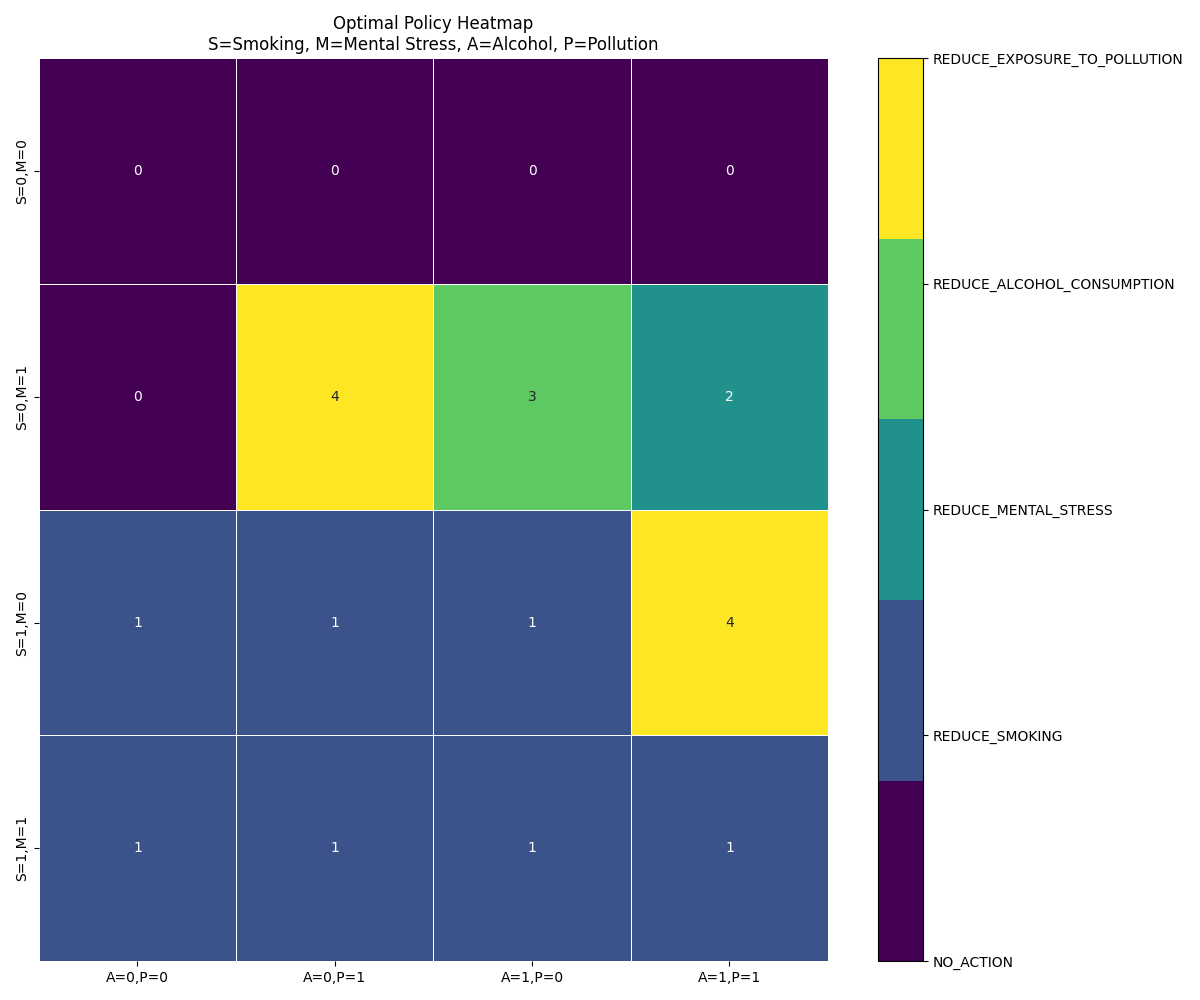 Optimal Policy Heatmap
S=Smoking, M=Mental Stress, A=Alcohol, P=Pollution
S=0,M=0
0 0 0 0
S=0,M=1
0 4 3 2
S=1,M=0
1 1 1 4
S=1,M=1
1 1 1 1
A=0,P=0 A=0,P=1 A=1,P=0 A=1,P=1
REDUCE_EXPOSURE_TO_POLLUTION
REDUCE_ALCOHOL_CONSUMPTION
REDUCE_MENTAL_STRESS
REDUCE_SMOKING
NO_ACTION